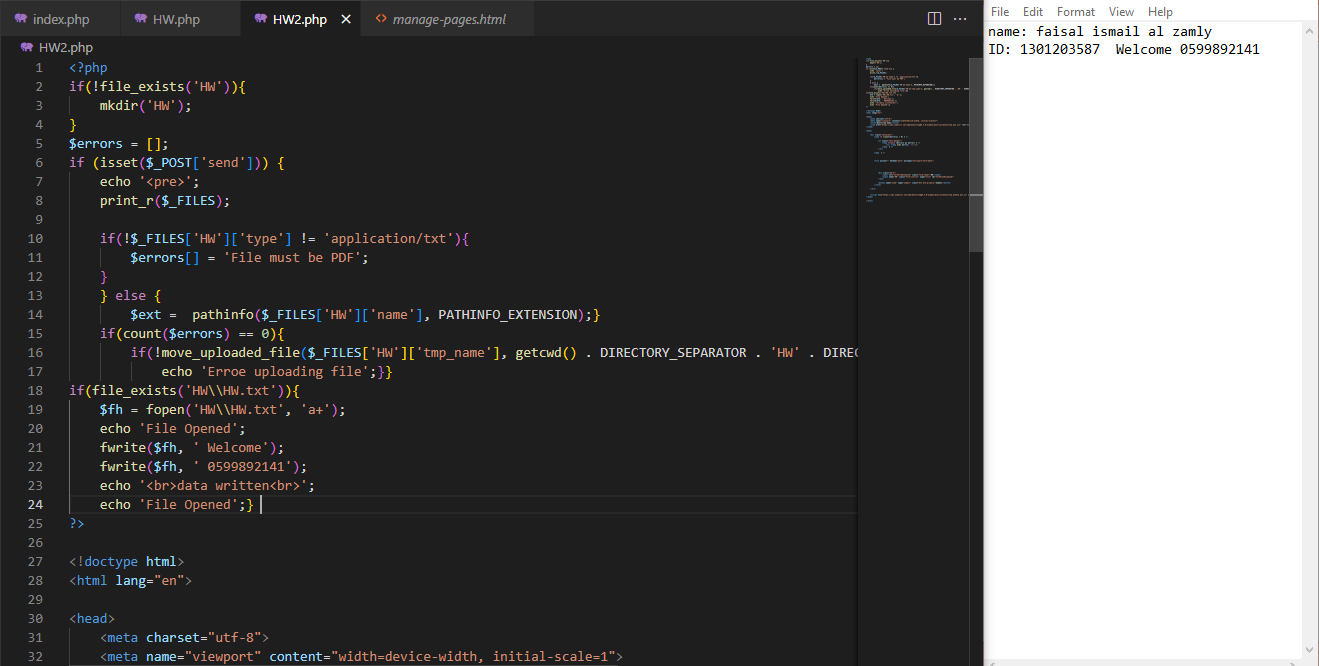 index.php HW.php HW2.php manage-pages.html
HW2.php
1 <?php
2 if(!file_exists('HW')){
3 mkdir('HW');
4 }
5 $errors = [];
6 if (isset($_POST['send'])) {
7 echo '<pre>';
8 print_r($_FILES);
9
10 if(!$_FILES['HW']['type'] != 'application/txt'){
11 $errors[] = 'File must be PDF';
12 }
13 } else {
14 $ext =  pathinfo($_FILES['HW']['name'], PATHINFO_EXTENSION);}
15 if(count($errors) == 0){
16 if(!move_uploaded_file($_FILES['HW']['tmp_name'], getcwd() . DIRECTORY_SEPARATOR . 'HW' . DIREC
17 echo 'Erroe uploading file';}}
18 if(file_exists('HW\\HW.txt')){
19 $fh = fopen('HW\\HW.txt', 'a+');
20 echo 'File Opened';
21 fwrite($fh, ' Welcome');
22 fwrite($fh, ' 0599892141');
23 echo '<br>data written<br>';
24 echo 'File Opened';}
25 ?>
26
27 <!doctype html>
28 <html lang="en">
29
30 <head>
31 <meta charset="utf-8">
32 <meta name="viewport" content="width=device-width, initial-scale=1">
File Edit Format View Help
name: faisal ismail al zamly
ID: 1301203587  Welcome 0599892141